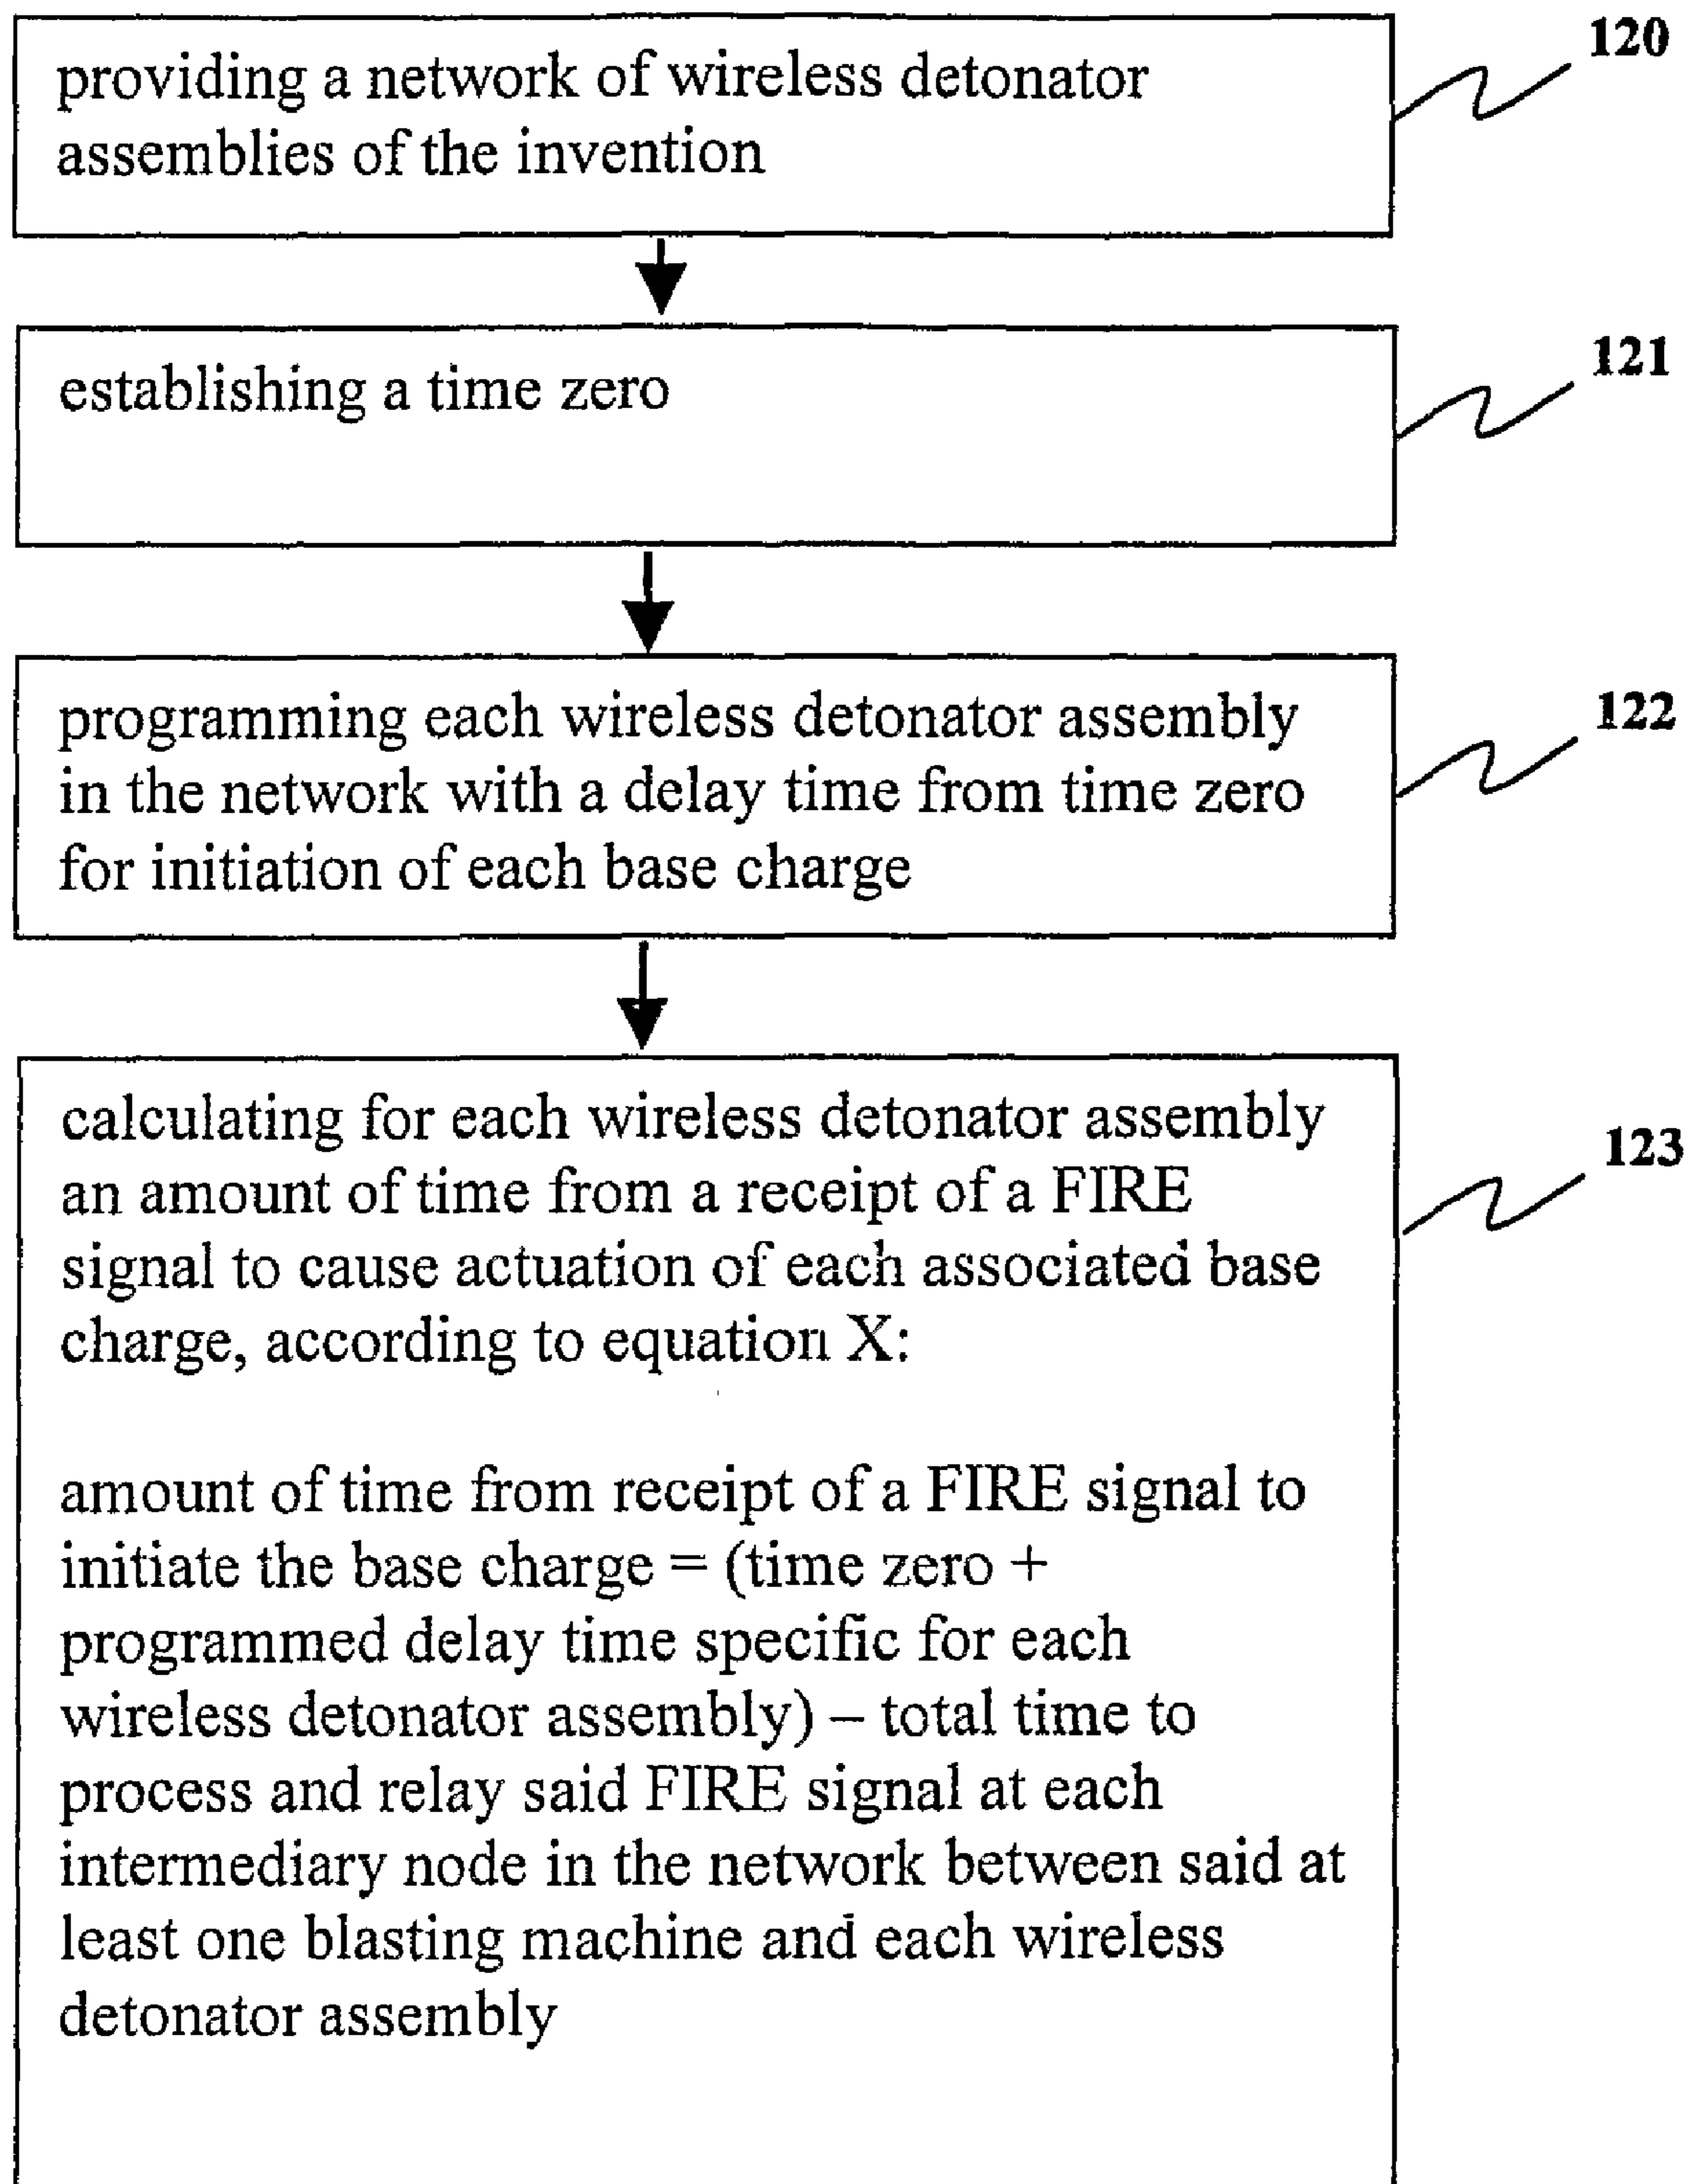 providing a network of wireless detonator
assemblies of the invention
120
establishing a time zero
121
programming each wireless detonator assembly
in the network with a delay time from time zero
for initiation of each base charge
122
calculating for each wireless detonator assembly
an amount of time from a receipt of a FIRE
signal to cause actuation of each associated base
charge, according to equation X:
amount of time from receipt of a FIRE signal to
initiate the base charge = (time zero +
programmed delay time specific for each
wireless detonator assembly) – total time to
process and relay said FIRE signal at each
intermediary node in the network between said at
least one blasting machine and each wireless
detonator assembly
123